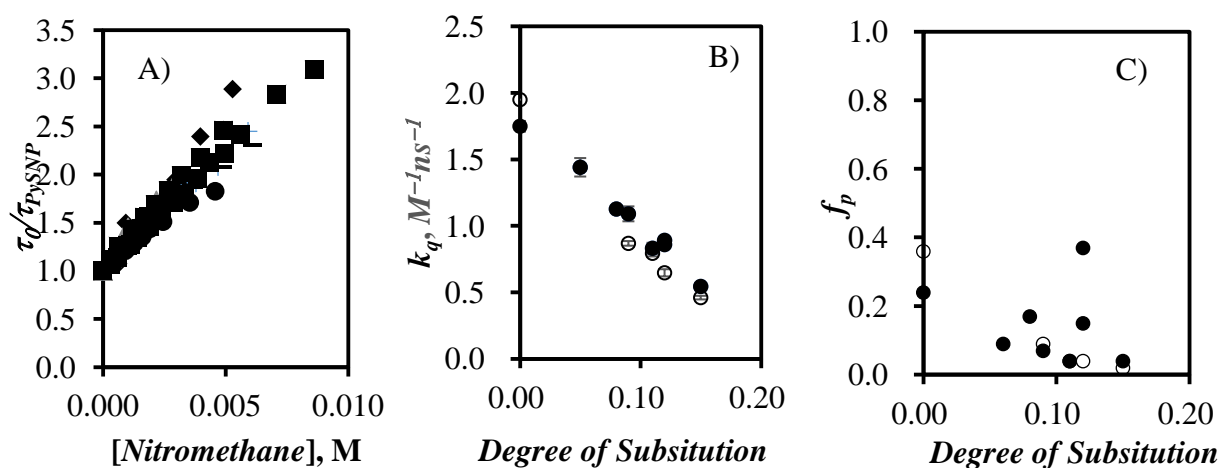 A)
τ₀/τPySNP
3.5
3.0
2.5
2.0
1.5
1.0
0.5
0.0
0.000 0.005 0.010
[Nitromethane], M
B)
k_q, M⁻¹ns⁻¹
2.5
2.0
1.5
1.0
0.5
0.0
0.00 0.10 0.20
Degree of Subsitution
C)
f_p
1.0
0.8
0.6
0.4
0.2
0.0
0.00 0.10 0.20
Degree of Subsitution